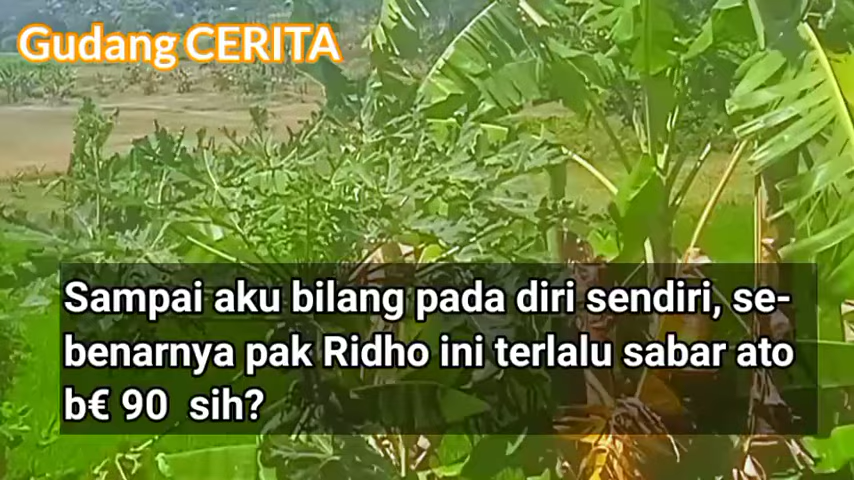 Gudang CERITA
Sampai aku bilang pada diri sendiri, se-
benarnya pak Ridho ini terlalu sabar ato
b€ 90 sih?